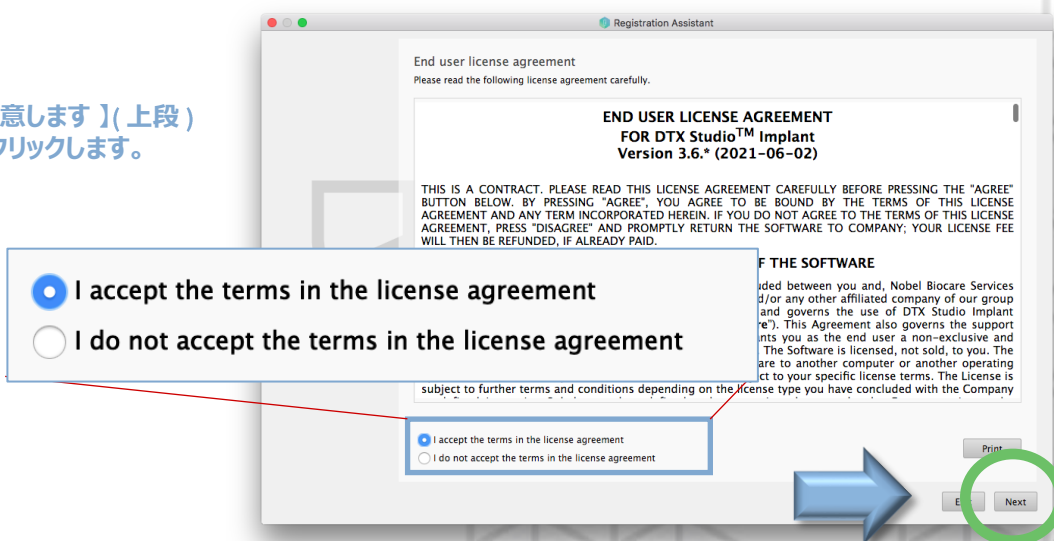 Registration Assistant
End user license agreement
Please read the following license agreement carefully.
意します 】( 上段 )
クリックします。
END USER LICENSE AGREEMENT
FOR DTX Studio™ Implant
Version 3.6.* (2021-06-02)
THIS IS A CONTRACT. PLEASE READ THIS LICENSE AGREEMENT CAREFULLY BEFORE PRESSING THE "AGREE"
BUTTON BELOW. BY PRESSING "AGREE", YOU AGREE TO BE BOUND BY THE TERMS OF THIS LICENSE
AGREEMENT AND ANY TERM INCORPORATED HEREIN. IF YOU DO NOT AGREE TO THE TERMS OF THIS LICENSE
AGREEMENT, PRESS "DISAGREE" AND PROMPTLY RETURN THE SOFTWARE TO COMPANY; YOUR LICENSE FEE
WILL THEN BE REFUNDED, IF ALREADY PAID.
F THE SOFTWARE
uded between you and, Nobel Biocare Services
d/or any other affiliated company of our group
and governs the use of DTX Studio Implant
re"). This Agreement also governs the support
nts you as the end user a non-exclusive and
The Software is licensed, not sold, to you. The
are to another computer or another operating
ct to your specific license terms. The License is
subject to further terms and conditions depending on the license type you have concluded with the Company
I accept the terms in the license agreement
I do not accept the terms in the license agreement
I accept the terms in the license agreement
I do not accept the terms in the license agreement
Print
Next